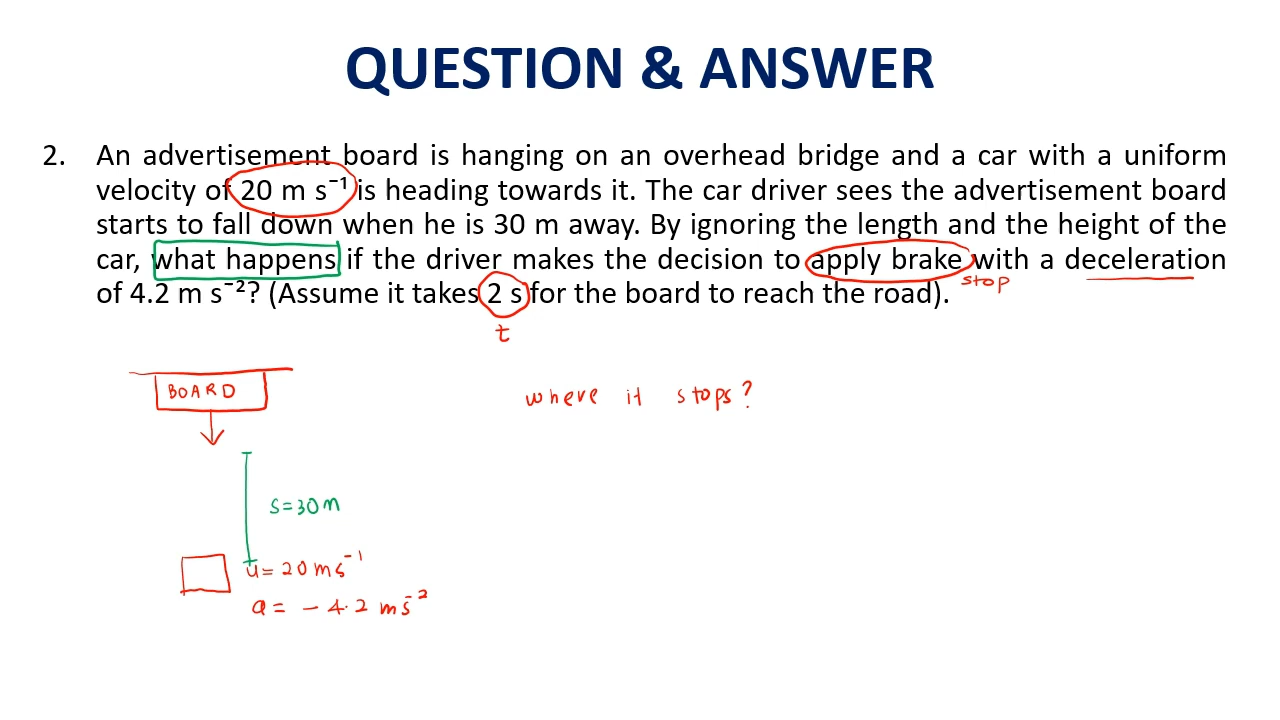 QUESTION & ANSWER
2. An advertisement board is hanging on an overhead bridge and a car with a uniform
velocity of 20 m s⁻¹ is heading towards it. The car driver sees the advertisement board
starts to fall down when he is 30 m away. By ignoring the length and the height of the
car, what happens if the driver makes the decision to apply brake with a deceleration
stop
of 4.2 m s⁻²? (Assume it takes 2 s for the board to reach the road).
t
BOARD
where it stops?
s=30m
u=20ms⁻¹
a= -4.2 ms⁻²